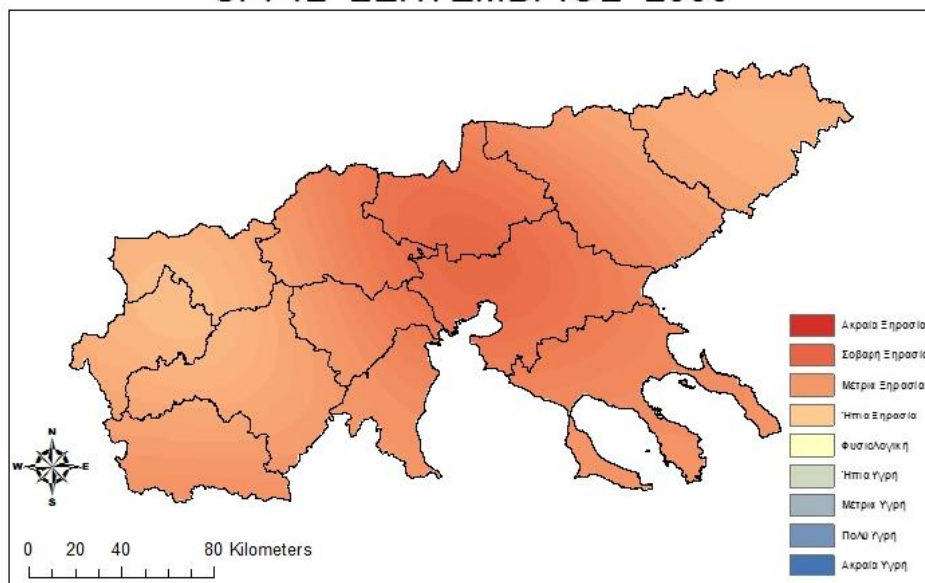 Ακραία Ξηρασία
Σοβαρή Ξηρασία
Μέτρια Ξηρασία
Ήπια Ξηρασία
Φυσιολογική
Ήπια Υγρή
Μέτρια Υγρή
Πολύ Υγρή
Ακραία Υγρή
N
W E
S
0 20 40 80 Kilometers